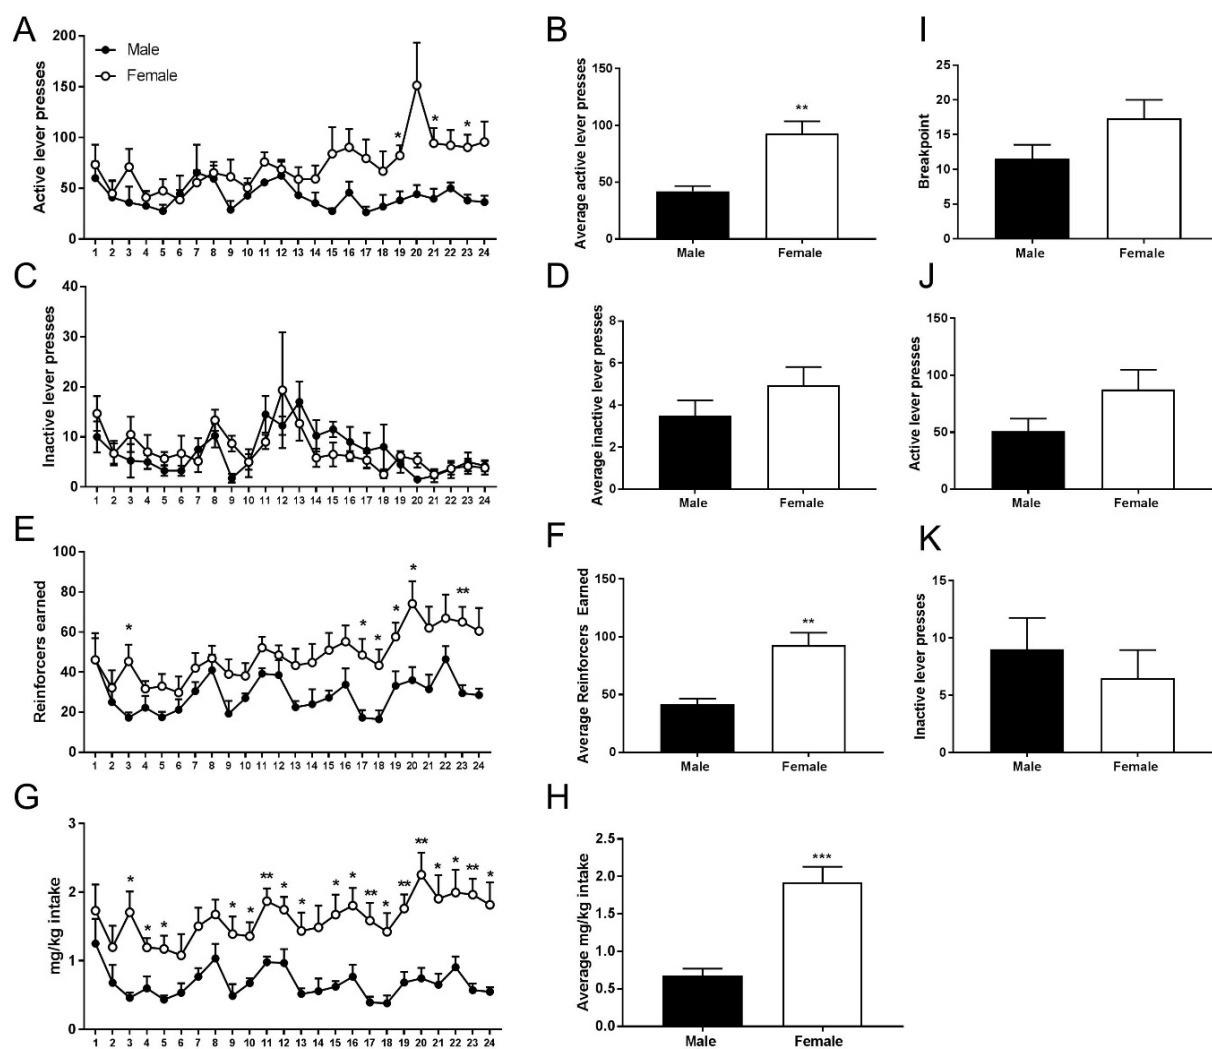 A
Active lever presses
200
150
100
50
0
Male
Female
*
*
*
1 2 3 4 5 6 7 8 9 10 11 12 13 14 15 16 17 18 19 20 21 22 23 24
B
Average active lever presses
150
100
50
0
**
Male Female
I
Breakpoint
25
20
15
10
5
0
Male Female
C
Inactive lever presses
40
30
20
10
0
1 2 3 4 5 6 7 8 9 10 11 12 13 14 15 16 17 18 19 20 21 22 23 24
D
Average inactive lever presses
8
6
4
2
0
Male Female
J
Active lever presses
150
100
50
0
Male Female
E
Reinforcers earned
100
80
60
40
20
0
* * * * * **
1 2 3 4 5 6 7 8 9 10 11 12 13 14 15 16 17 18 19 20 21 22 23 24
F
Average Reinforcers Earned
150
100
50
0
**
Male Female
K
Inactive lever presses
15
10
5
0
Male Female
G
mg/kg intake
3
2
1
0
* * * * * ** * * * * ** * ** ** * * ** *
1 2 3 4 5 6 7 8 9 10 11 12 13 14 15 16 17 18 19 20 21 22 23 24
H
Average mg/kg intake
2.5
2.0
1.5
1.0
0.5
0.0
***
Male Female